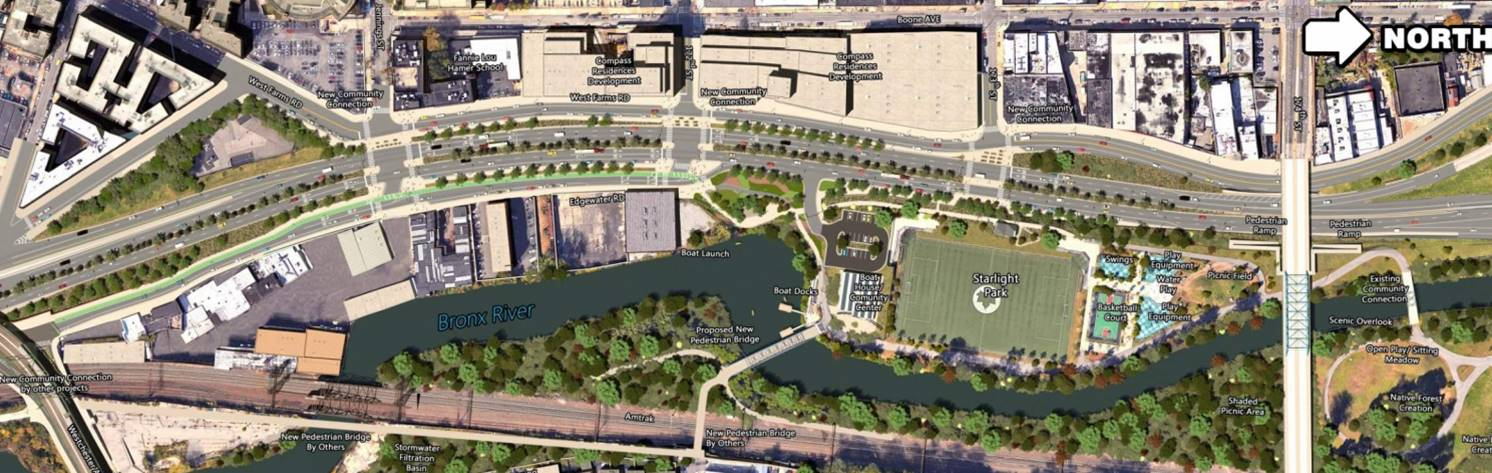 Boone AVE
NORTH
Fannie Lou
Hamer School
Compass
Residences
Development
Compass
Residences
Development
174th ST
West Farms RD
New Community
Connection
West Farms RD
New Community
Connection
New Community
Connection
Edgewater Rd
Pedestrian
Ramp
Pedestrian
Ramp
Boat Launch
Swings
Play
Equipment
Water
Play
Picnic Field
Play
Equipment
Basketball
Court
Starlight
Park
Boat
House
Comunity
Center
Boat Docks
Existing
Community
Connection
Scenic Overlook
Bronx River
Proposed New
Pedestrian Bridge
Open Play/ Sitting
Meadow
New Community Connection
by other projects
Shaded
Picnic Area
Native Forest
Creation
Amtrak
New Pedestrian Bridge
By Others
New Pedestrian Bridge
By Others
Stormwater
Filtration
Basin
Westchester
Native